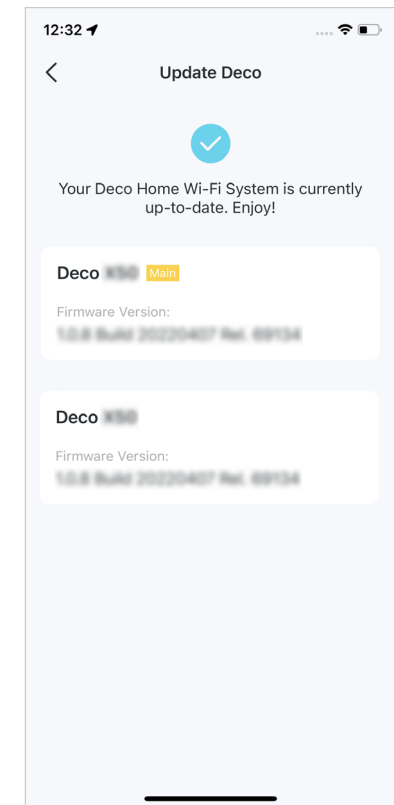 12:32
Update Deco
Your Deco Home Wi-Fi System is currently
up-to-date. Enjoy!
Deco
Main
Firmware Version:
Deco
Firmware Version: